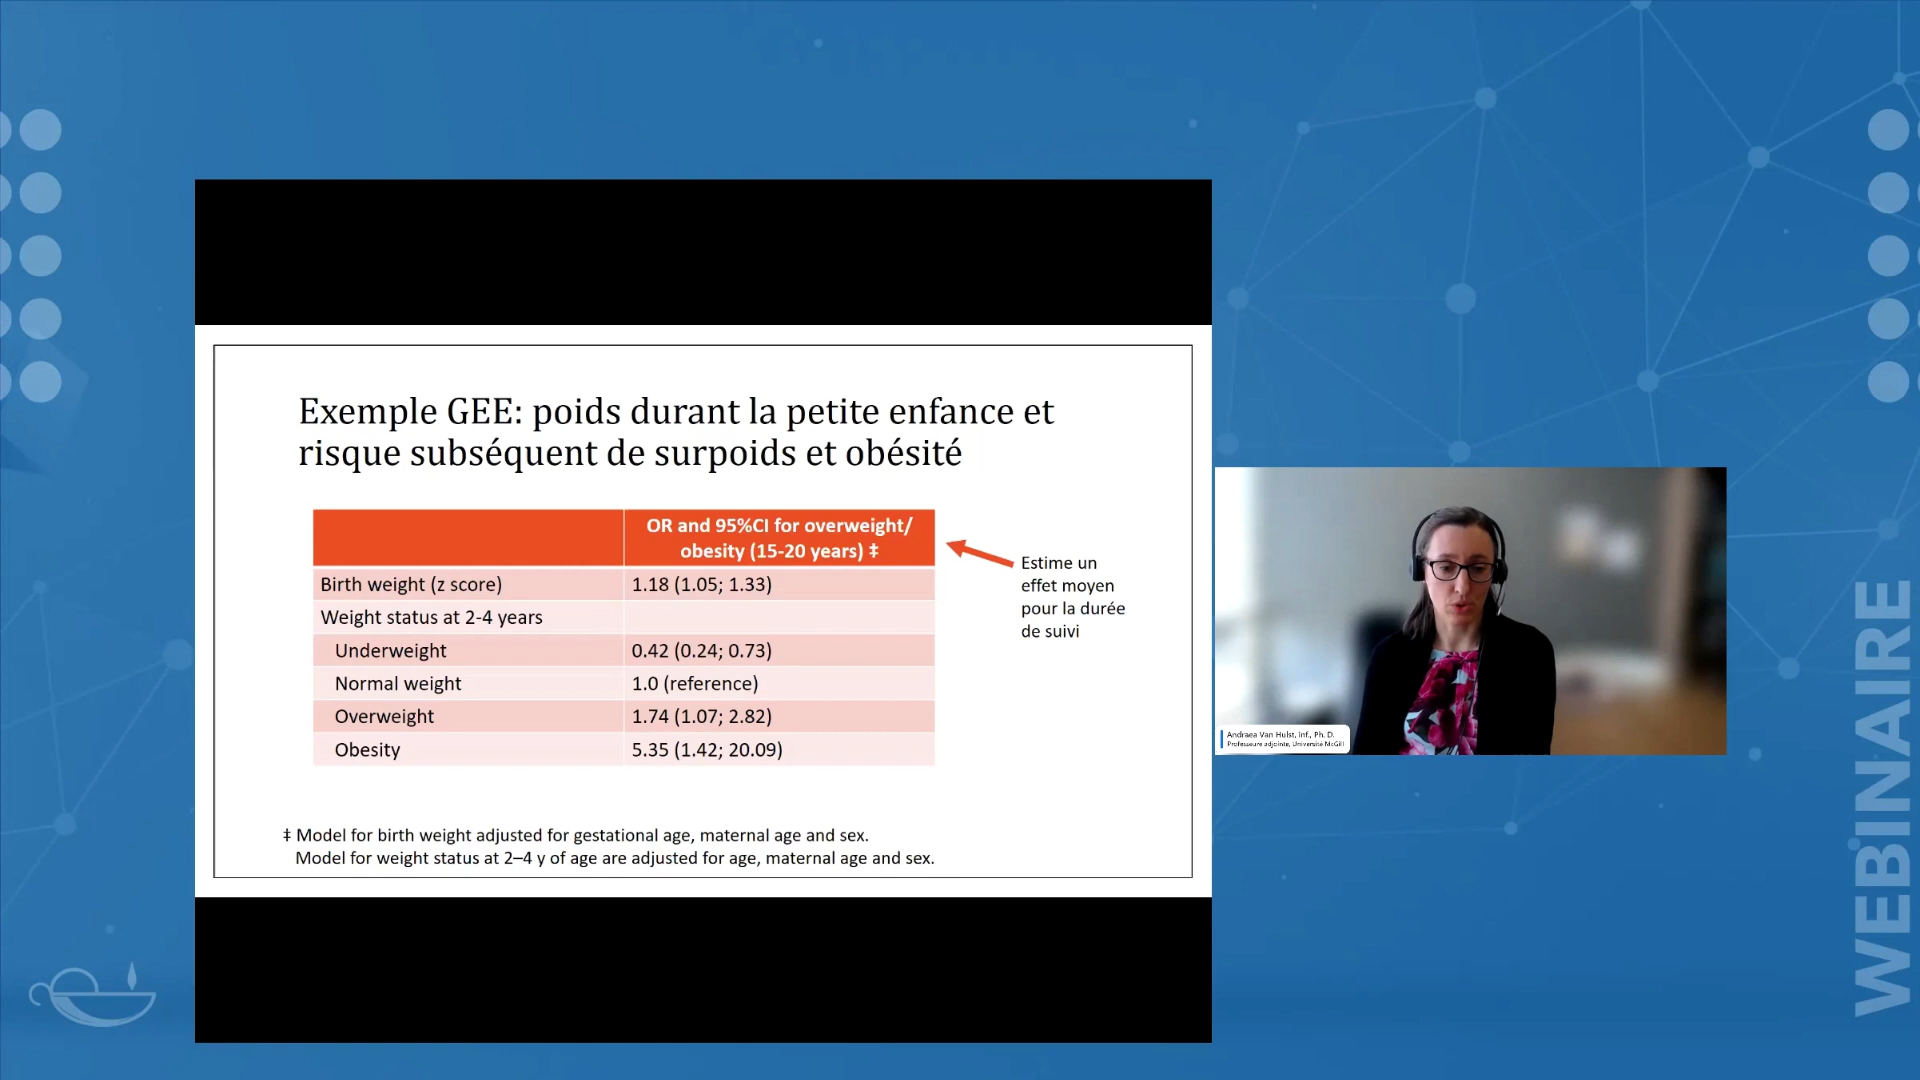 Exemple GEE: poids durant la petite enfance et
risque subséquent de surpoids et obésité
OR and 95%CI for overweight/
obesity (15-20 years) ‡
Birth weight (z score) 1.18 (1.05; 1.33)
Weight status at 2-4 years
Underweight 0.42 (0.24; 0.73)
Normal weight 1.0 (reference)
Overweight 1.74 (1.07; 2.82)
Obesity 5.35 (1.42; 20.09)
Estime un
effet moyen
pour la durée
de suivi
‡ Model for birth weight adjusted for gestational age, maternal age and sex.
Model for weight status at 2–4 y of age are adjusted for age, maternal age and sex.
Andraea Van Hulst, inf., Ph. D.
Professeure adjointe, Université McGill
WEBINAIRE